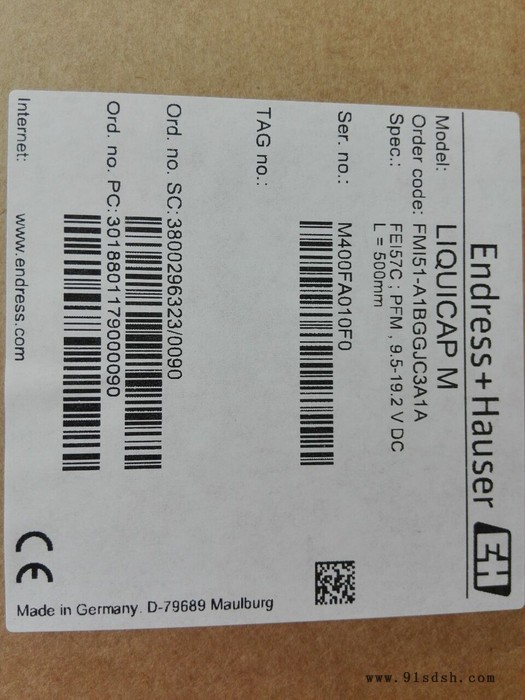 Endress+Hauser EH
Model: LIQUICAP M
Order code: FMI51-A1BGGJC3A1A
Spec.: FEI57C ; PFM , 9.5-19.2 V DC
L = 500mm
Ser. no.: M400FA010F0
TAG no.:
Ord. no. SC: 3800296323/0090
Ord. no. PC: 3018801179000090
Internet: www.endress.com
CE
Made in Germany. D-79689 Maulburg
www.91sdsh.com